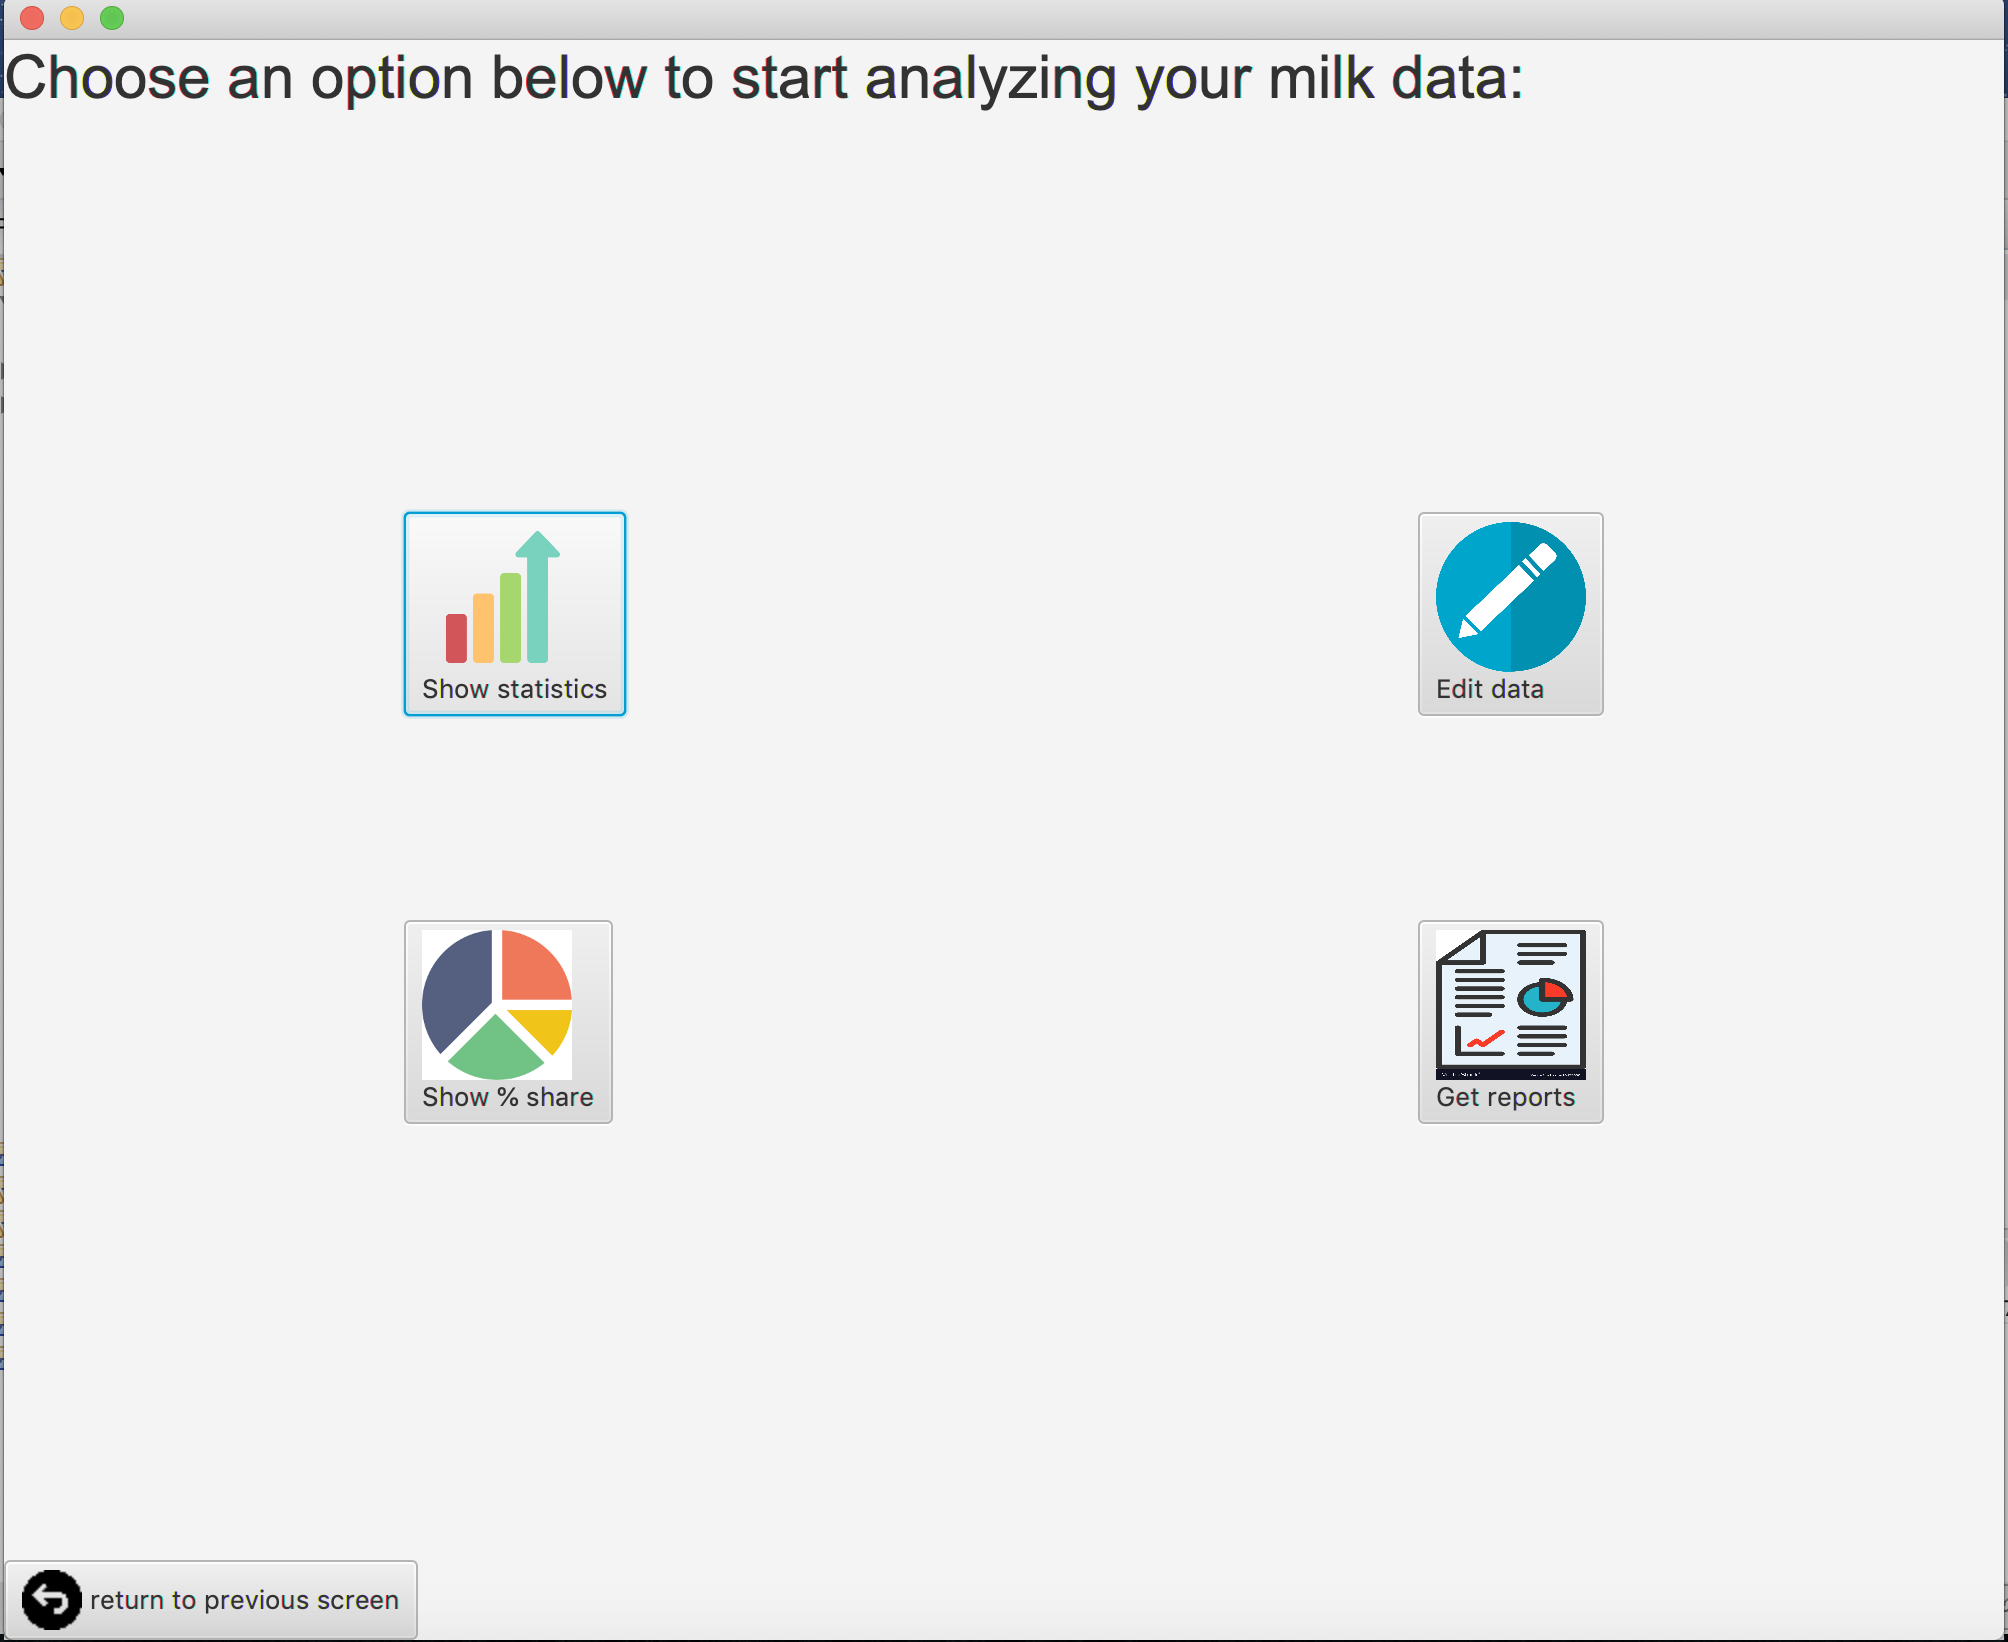 Choose an option below to start analyzing your milk data:
Show statistics
Edit data
Show % share
Get reports
return to previous screen